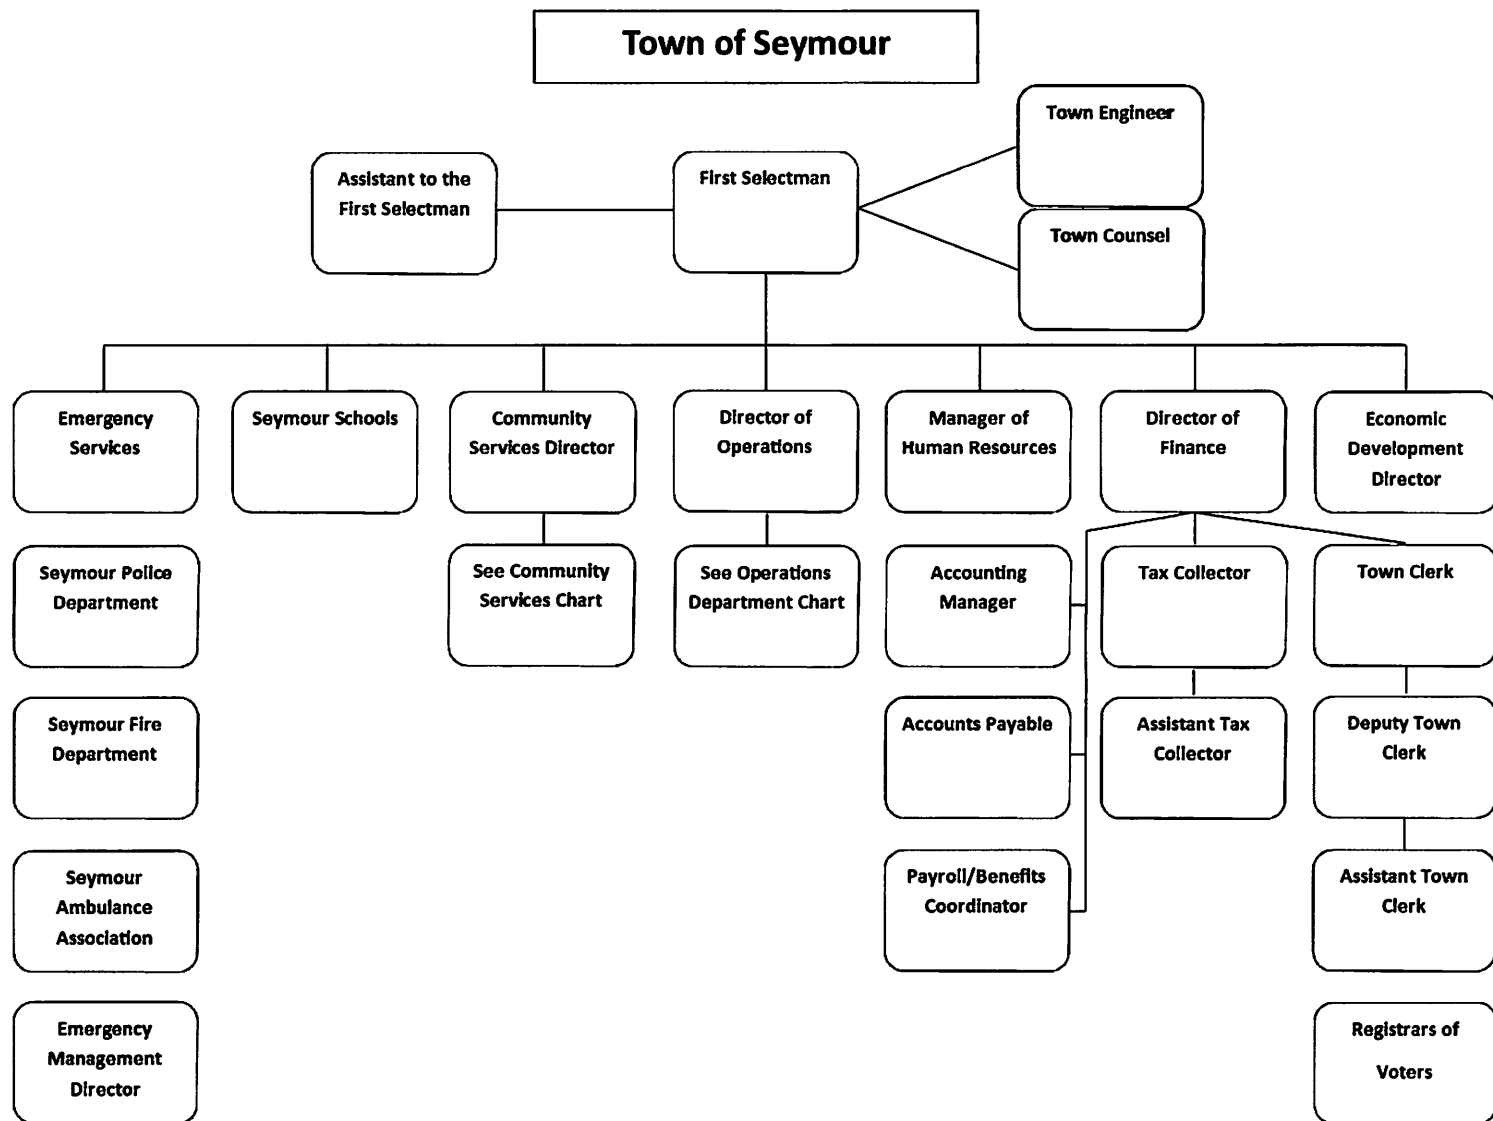 Town of Seymour
Town Engineer
Assistant to the
First Selectman
First Selectman
Town Counsel
Emergency
Services
Seymour Schools
Community
Services Director
Director of
Operations
Manager of
Human Resources
Director of
Finance
Economic
Development
Director
Seymour Police
Department
See Community
Services Chart
See Operations
Department Chart
Accounting
Manager
Tax Collector
Town Clerk
Seymour Fire
Department
Accounts Payable
Assistant Tax
Collector
Deputy Town
Clerk
Seymour
Ambulance
Association
Payroll/Benefits
Coordinator
Assistant Town
Clerk
Emergency
Management
Director
Registrars of
Voters